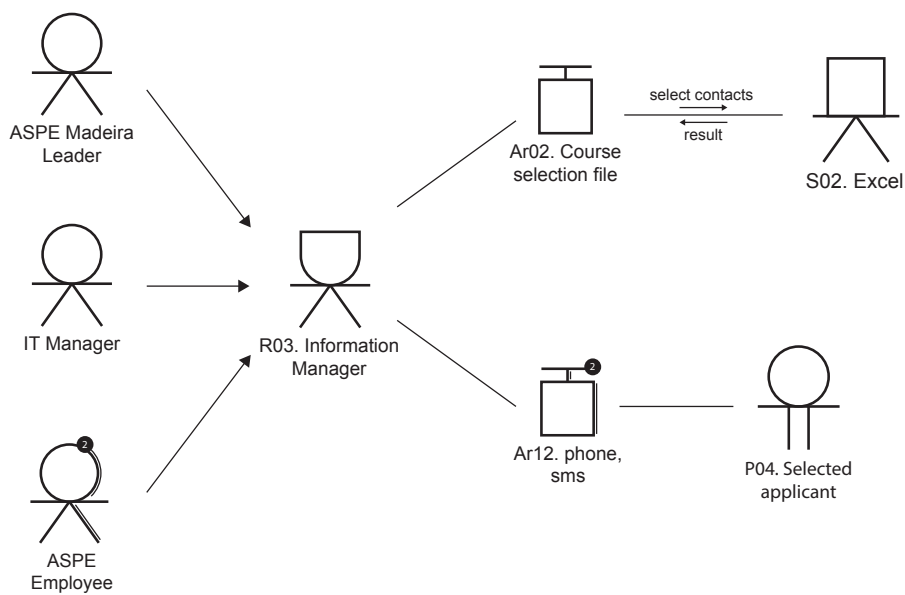 ASPE Madeira
Leader
select contacts
result
Ar02. Course
selection file
S02. Excel
IT Manager
R03. Information
Manager
2
Ar12. phone,
sms
P04. Selected
applicant
2
ASPE
Employee